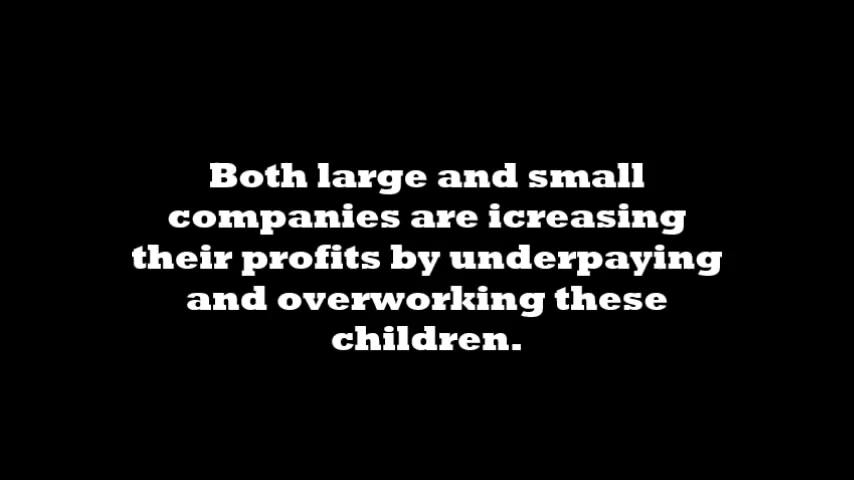 Both large and small
companies are icreasing
their profits by underpaying
and overworking these
children.